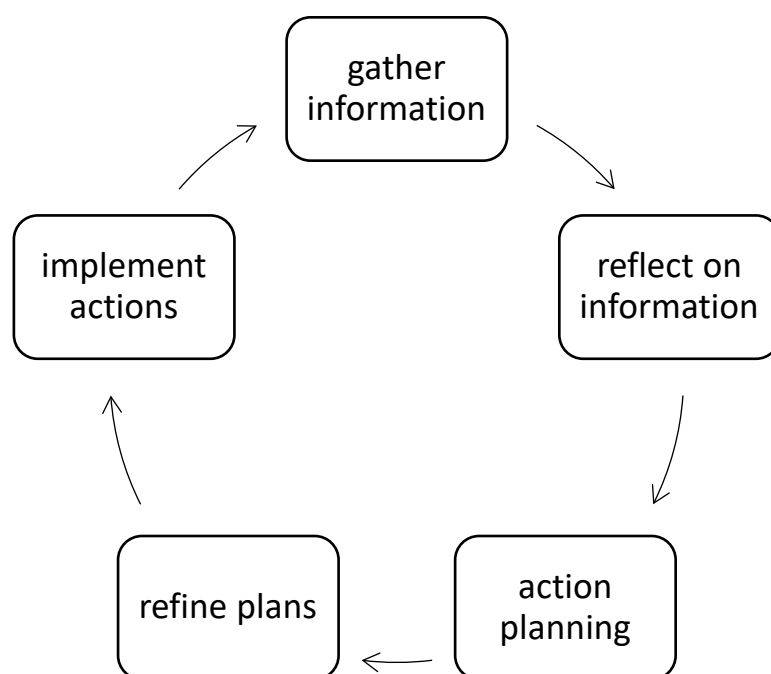 gather
information
reflect on
information
action
planning
refine plans
implement
actions